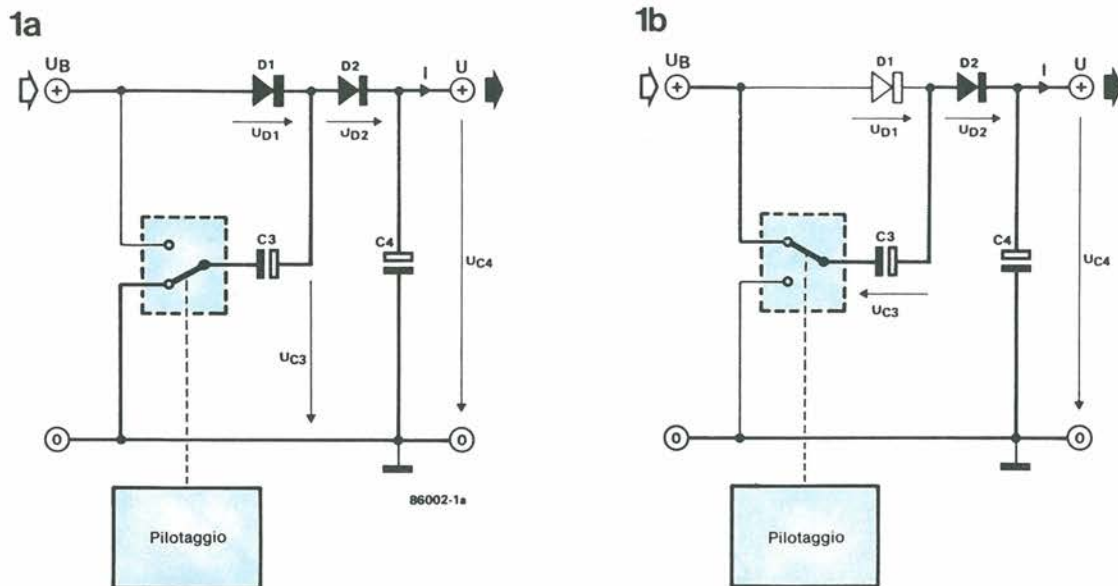 1a
UB
D1
D2
I
U
+
+
UD1
UD2
C3
C4
UC4
UC3
0
0
86002-1a
Pilotaggio
1b
UB
D1
D2
I
U
+
+
UD1
UD2
C3
C4
UC4
UC3
0
0
Pilotaggio